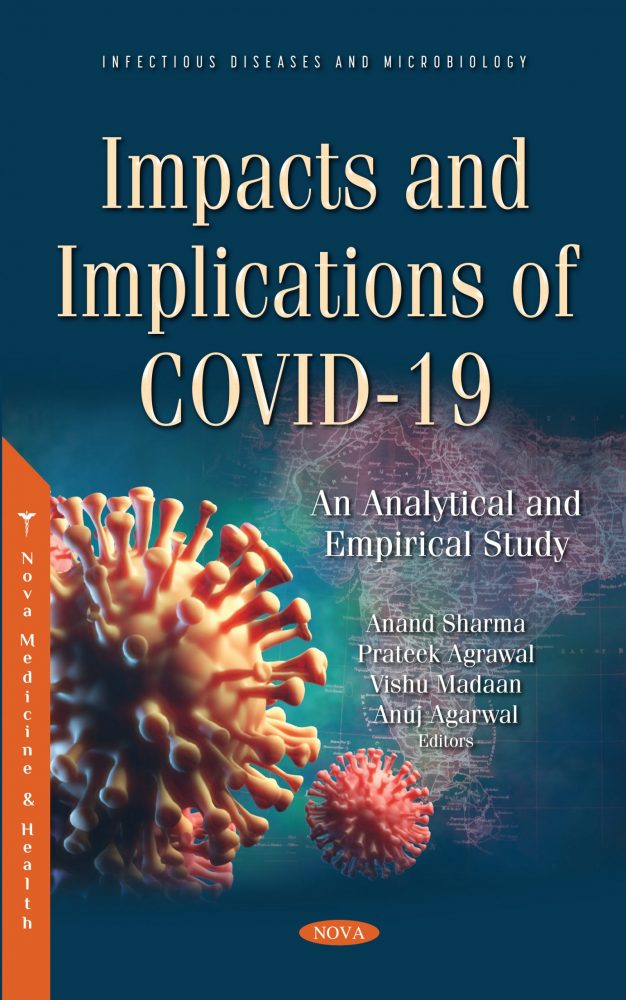 INFECTIOUS DISEASES AND MICROBIOLOGY
Impacts and
Implications of
COVID-19
An Analytical and
Empirical Study
Anand Sharma
Prateek Agrawal
Vishu Madaan
Anuj Agarwal
Editors
Nova Medicine & Health
NOVA